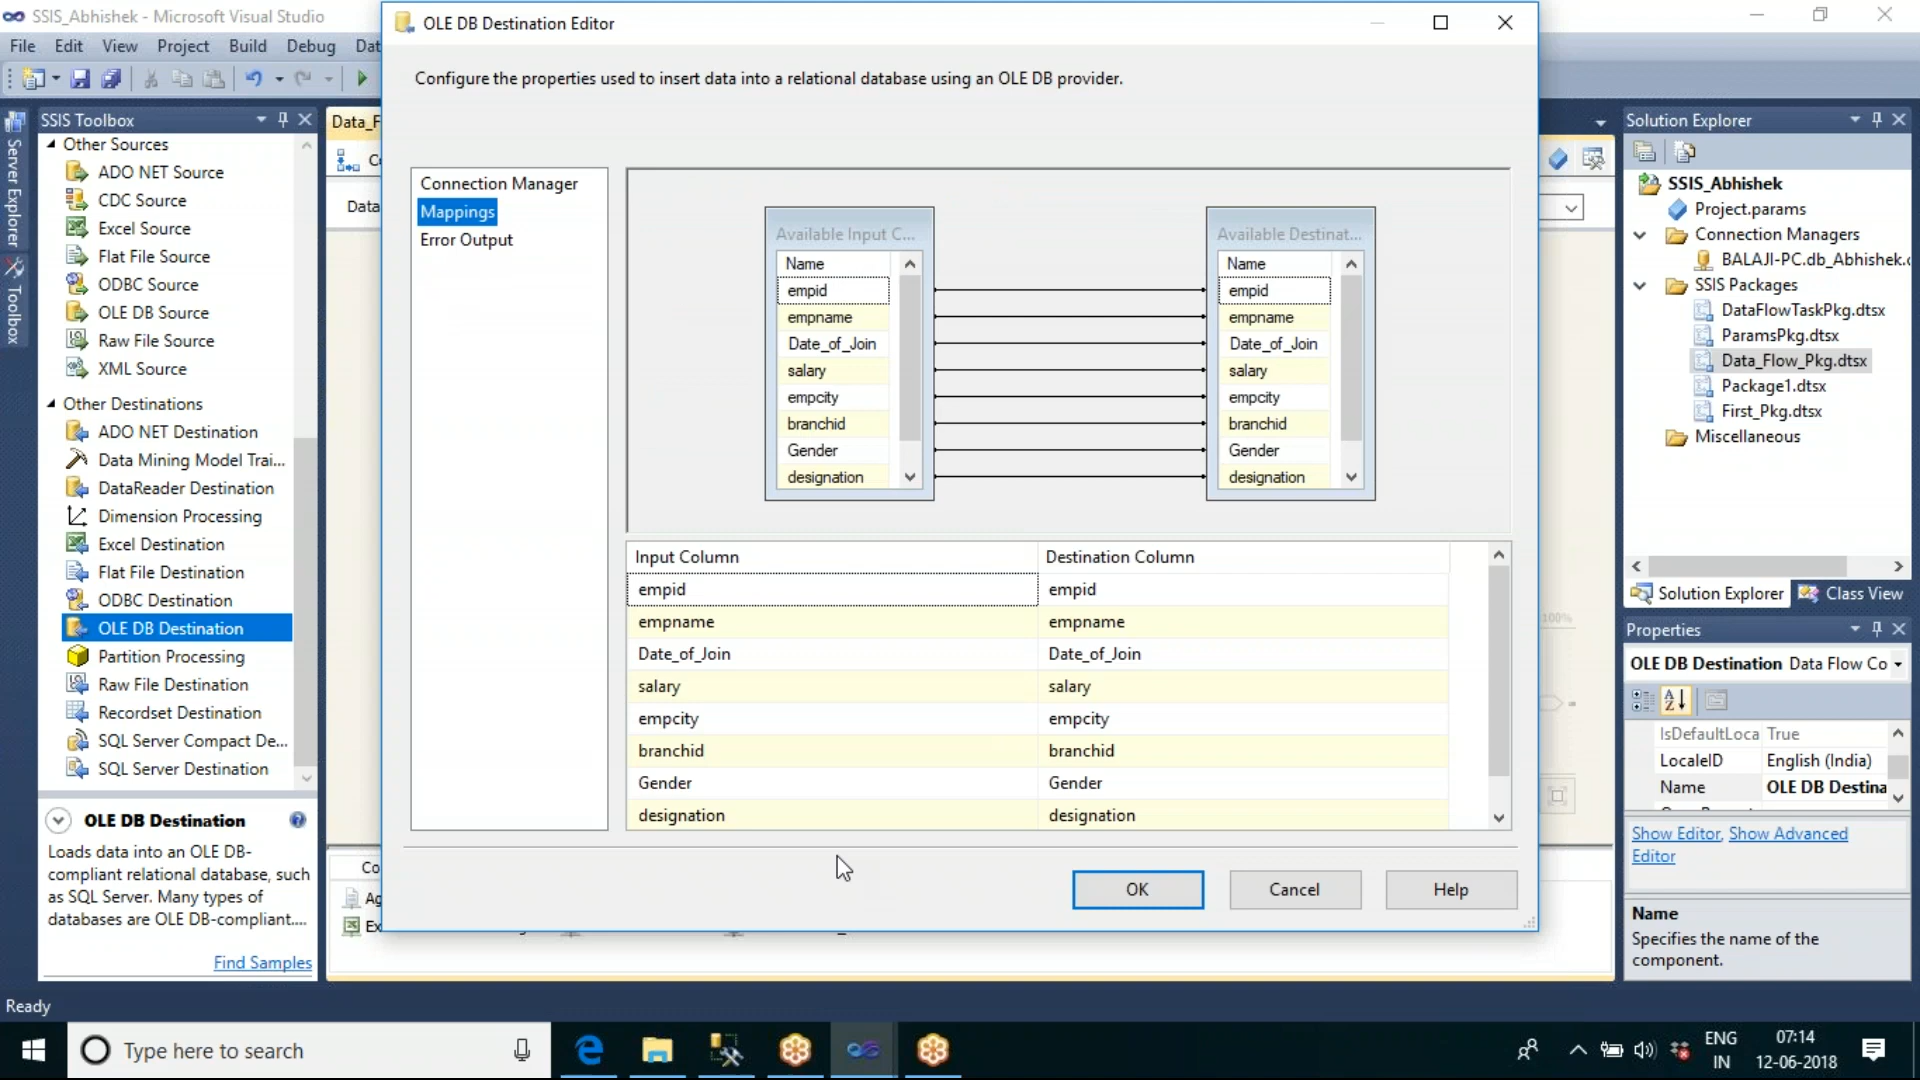 SSIS_Abhishek - Microsoft Visual Studio
File Edit View Project Build Debug Dat
SSIS Toolbox
Other Sources
ADO NET Source
CDC Source
Excel Source
Flat File Source
ODBC Source
OLE DB Source
Raw File Source
XML Source
Other Destinations
ADO NET Destination
Data Mining Model Trai...
DataReader Destination
Dimension Processing
Excel Destination
Flat File Destination
ODBC Destination
OLE DB Destination
Partition Processing
Raw File Destination
Recordset Destination
SQL Server Compact De...
SQL Server Destination
OLE DB Destination
Loads data into an OLE DB-
compliant relational database, such
as SQL Server. Many types of
databases are OLE DB-compliant....
Find Samples
Server Explorer
Toolbox
Data_F
Data
OLE DB Destination Editor
Configure the properties used to insert data into a relational database using an OLE DB provider.
Connection Manager
Mappings
Error Output
Available Input C...
Name
empid
empname
Date_of_Join
salary
empcity
branchid
Gender
designation
Available Destinat...
Name
empid
empname
Date_of_Join
salary
empcity
branchid
Gender
designation
Input Column Destination Column
empid empid
empname empname
Date_of_Join Date_of_Join
salary salary
empcity empcity
branchid branchid
Gender Gender
designation designation
OK Cancel Help
100%
Solution Explorer
SSIS_Abhishek
Project.params
Connection Managers
BALAJI-PC.db_Abhishek.c
SSIS Packages
DataFlowTaskPkg.dtsx
ParamsPkg.dtsx
Data_Flow_Pkg.dtsx
Package1.dtsx
First_Pkg.dtsx
Miscellaneous
Solution Explorer Class View
Properties
OLE DB Destination Data Flow Co
IsDefaultLoca True
LocaleID English (India)
Name OLE DB Destina
Show Editor, Show Advanced
Editor
Name
Specifies the name of the
component.
Ready
Type here to search
ENG
IN
07:14
12-06-2018